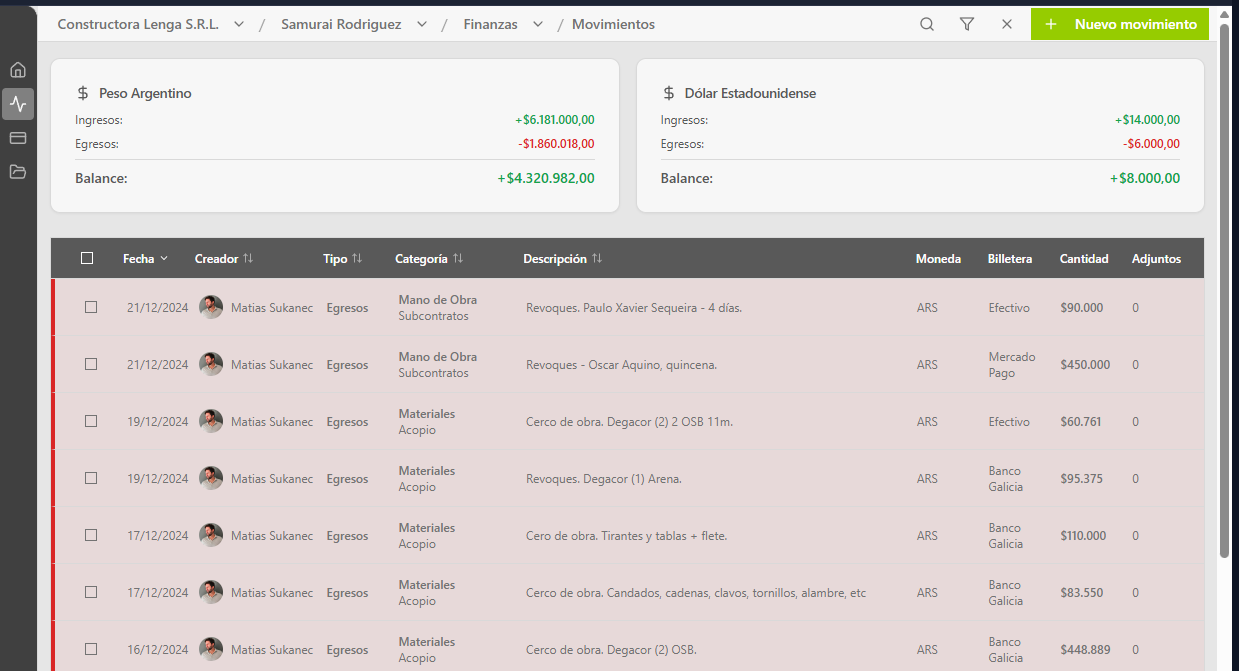 Constructora Lenga S.R.L. / Samurai Rodriguez / Finanzas / Movimientos + Nuevo movimiento
$ Peso Argentino
Ingresos: +$6.181.000,00
Egresos: -$1.860.018,00
Balance: +$4.320.982,00
$ Dólar Estadounidense
Ingresos: +$14.000,00
Egresos: -$6.000,00
Balance: +$8.000,00
Fecha Creador Tipo Categoría Descripción Moneda Billetera Cantidad Adjuntos
21/12/2024 Matias Sukanec Egresos Mano de Obra Subcontratos Revoques. Paulo Xavier Sequeira - 4 días. ARS Efectivo $90.000 0
21/12/2024 Matias Sukanec Egresos Mano de Obra Subcontratos Revoques - Oscar Aquino, quincena. ARS Mercado Pago $450.000 0
19/12/2024 Matias Sukanec Egresos Materiales Acopio Cerco de obra. Degacor (2) 2 OSB 11m. ARS Efectivo $60.761 0
19/12/2024 Matias Sukanec Egresos Materiales Acopio Revoques. Degacor (1) Arena. ARS Banco Galicia $95.375 0
17/12/2024 Matias Sukanec Egresos Materiales Acopio Cero de obra. Tirantes y tablas + flete. ARS Banco Galicia $110.000 0
17/12/2024 Matias Sukanec Egresos Materiales Acopio Cerco de obra. Candados, cadenas, clavos, tornillos, alambre, etc ARS Banco Galicia $83.550 0
16/12/2024 Matias Sukanec Egresos Materiales Acopio Cerco de obra. Degacor (2) OSB. ARS Banco Galicia $448.889 0